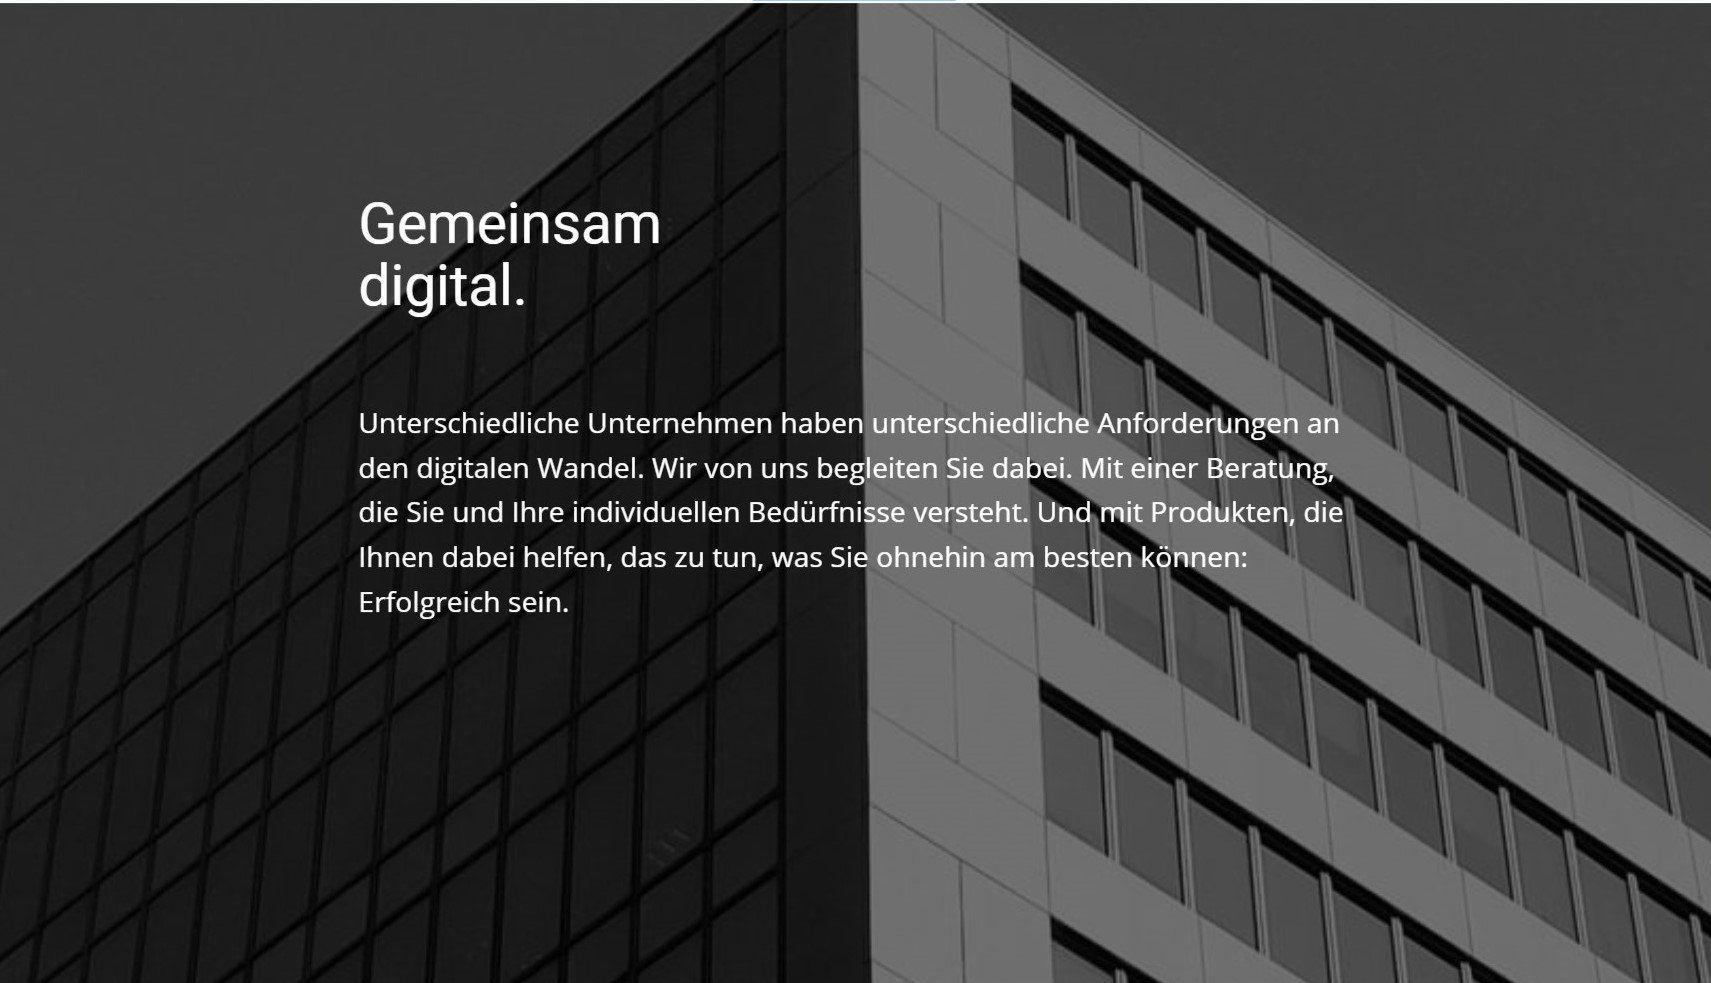 Gemeinsam
digital.
Unterschiedliche Unternehmen haben unterschiedliche Anforderungen an
den digitalen Wandel. Wir von uns begleiten Sie dabei. Mit einer Beratung,
die Sie und Ihre individuellen Bedürfnisse versteht. Und mit Produkten, die
Ihnen dabei helfen, das zu tun, was Sie ohnehin am besten können:
Erfolgreich sein.